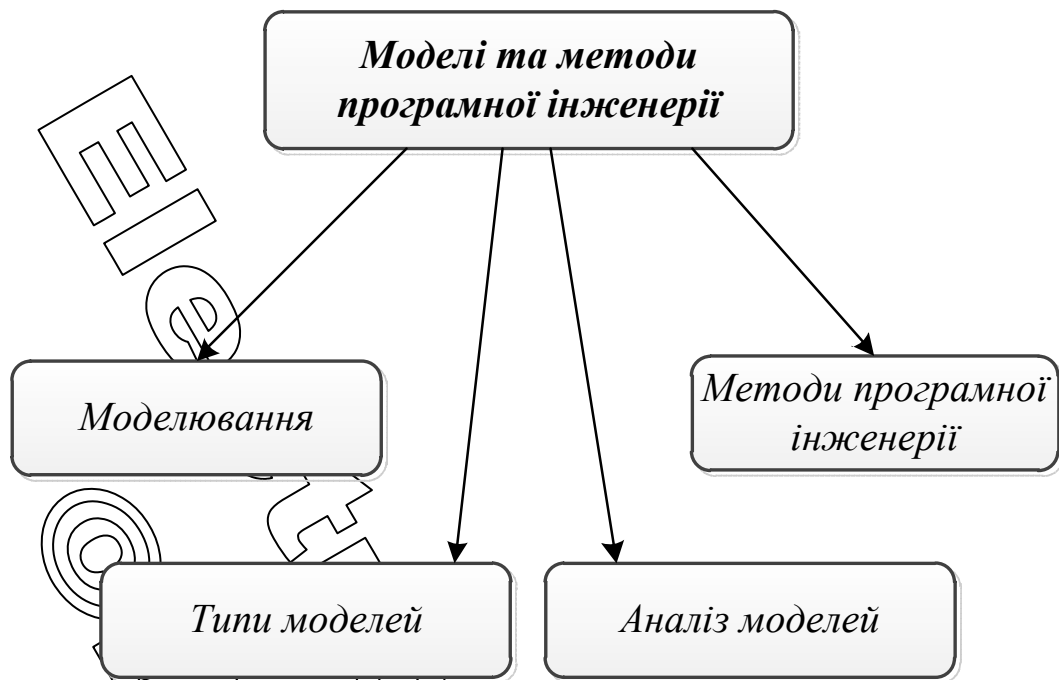 Моделі та методи
програмної інженерії
Моделювання
Методи програмної
інженерії
Типи моделей
Аналіз моделей